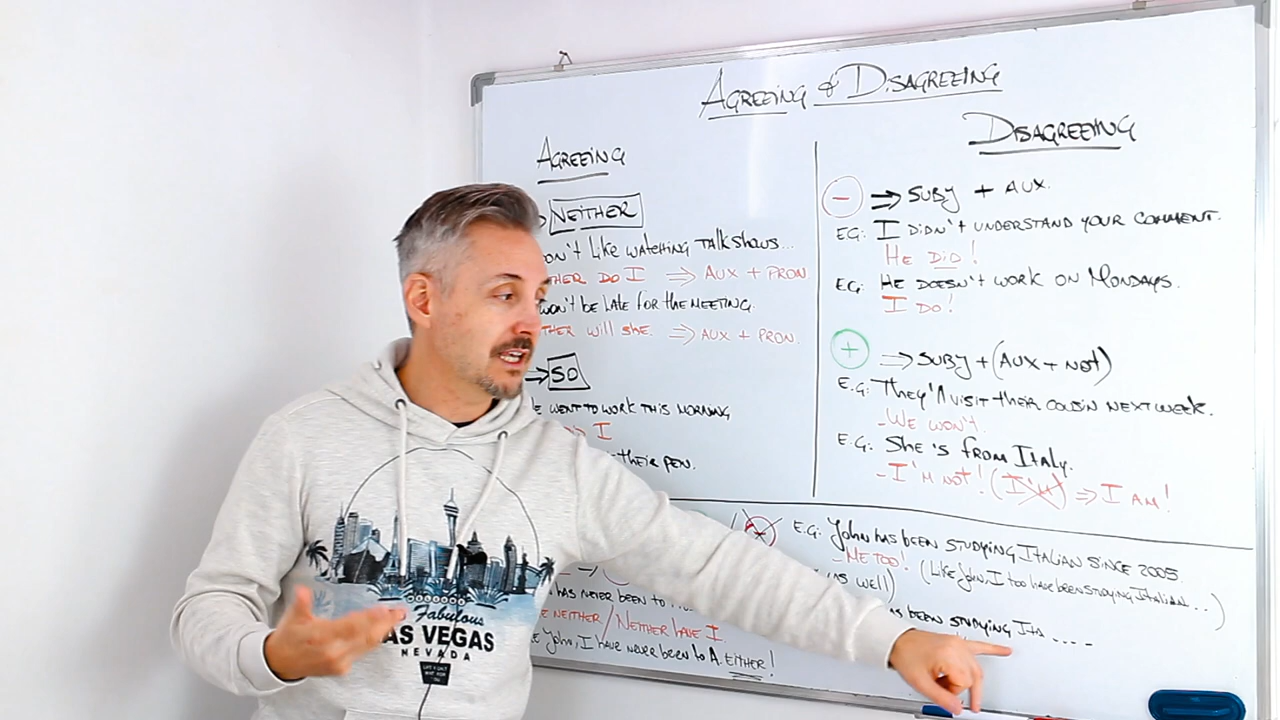 AGREEING & DISAGREEING
AGREEING
NEITHER
ON'T LIKE WATCHING TALKSHOWS...
THER DO I ⇒ AUX + PRON
WON'T BE LATE FOR THE MEETING.
THER will SHE. ⇒ AUX + PRON.
→ SO
E WENT TO WORK THIS MORNING
I
THEIR PEN.
DISAGREEING
- ⇒ SUBJ + AUX.
EG: I DIDN'T UNDERSTAND YOUR COMMENT.
HE DID!
EG: HE DOESN'T WORK ON MONDAYS.
I DO!
+ ⇒ SUBJ + (AUX + NOT)
E.G: THEY'LL VISIT THEIR COUSIN NEXT WEEK.
-WE WON'T.
E.G: SHE'S FROM ITALY.
-I'M NOT! (I'M) ⇒ I AM!
E.G: JOHN HAS BEEN STUDYING ITALIAN SINCE 2005.
-ME TOO! (LIKE JOHN, I TOO HAVE BEEN STUDYING ITALIAN...)
AS WELL)
S BEEN STUDYING ITA ....
HAS NEVER BEEN TO
E NEITHER / NEITHER HAVE I
E JOHN, I HAVE NEVER BEEN TO A. EITHER!
Fabulous
LAS VEGAS
NEVADA